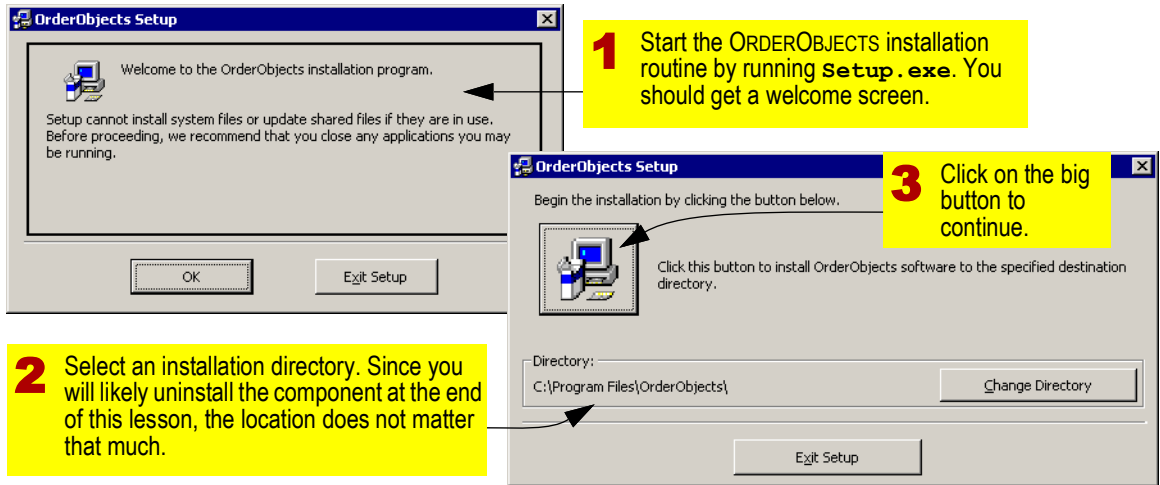 OrderObjects Setup
Welcome to the OrderObjects installation program.
Setup cannot install system files or update shared files if they are in use.
Before proceeding, we recommend that you close any applications you may
be running.
OK
Exit Setup
1
Start the ORDEROBJECTS installation
routine by running Setup.exe. You
should get a welcome screen.
2
Select an installation directory. Since you
will likely uninstall the component at the end
of this lesson, the location does not matter
that much.
OrderObjects Setup
Begin the installation by clicking the button below.
Click this button to install OrderObjects software to the specified destination
directory.
Directory:
C:\Program Files\OrderObjects\
Change Directory
Exit Setup
3
Click on the big
button to
continue.